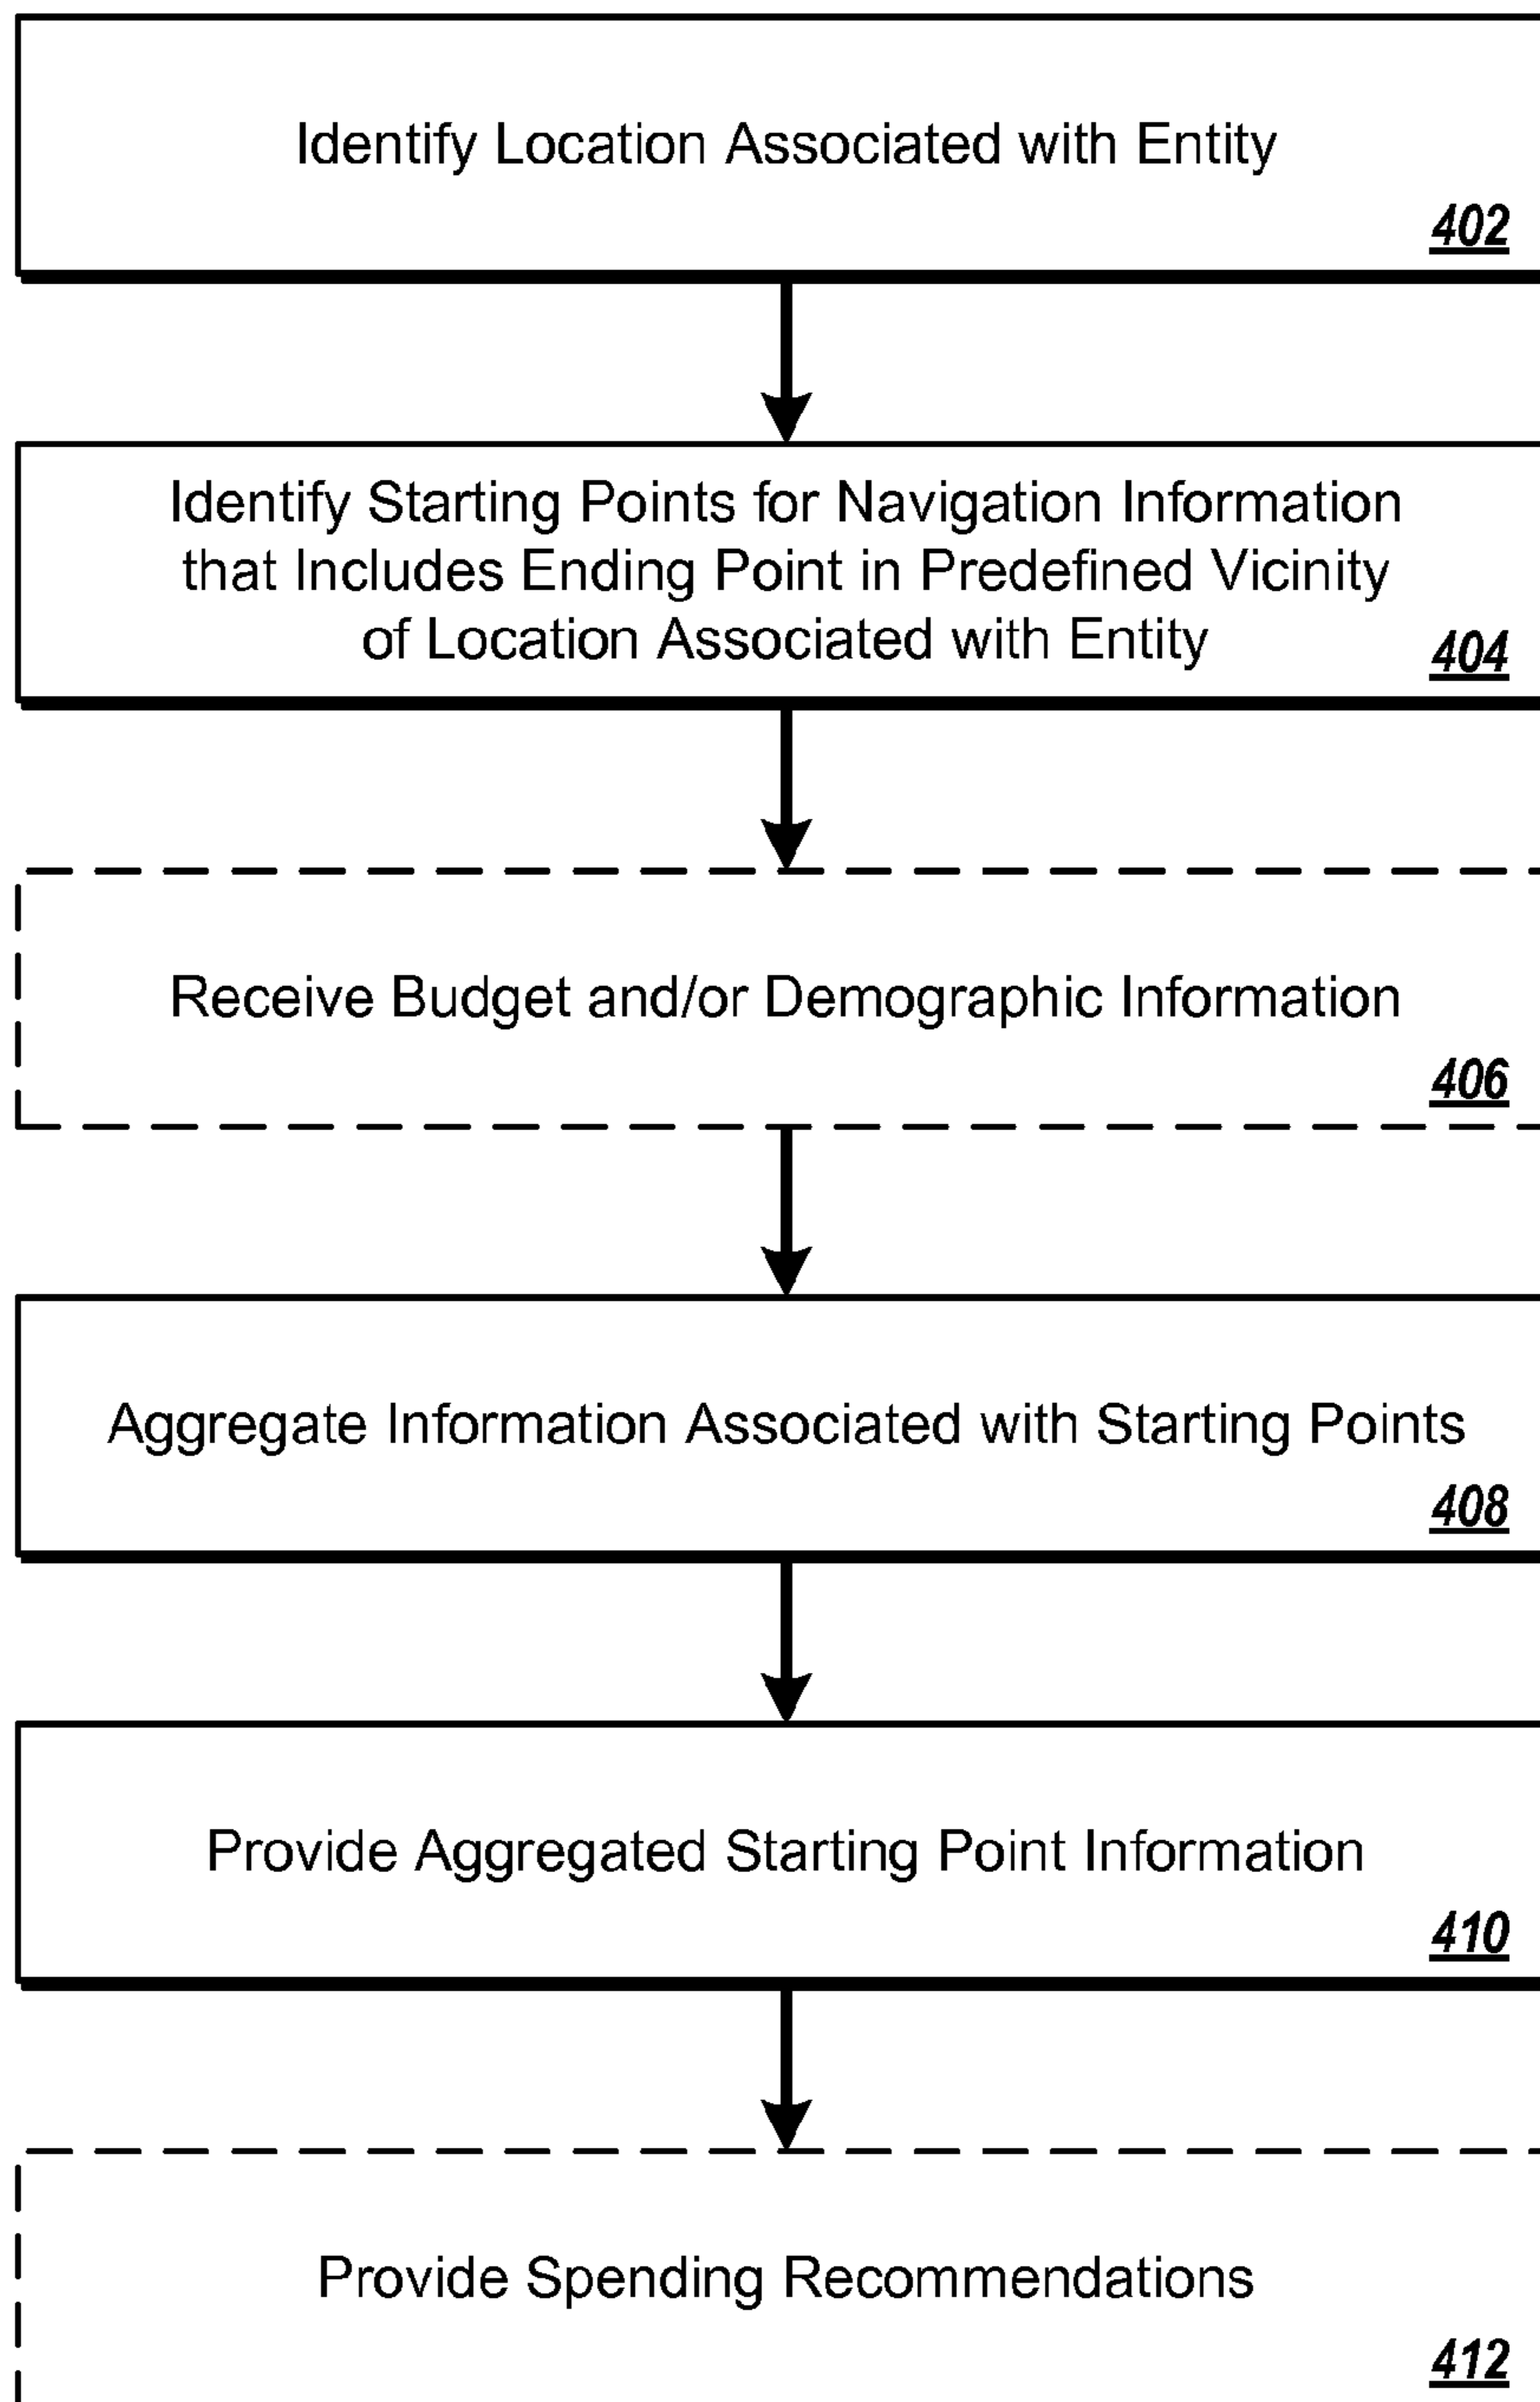 Identify Location Associated with Entity
402
Identify Starting Points for Navigation Information
that Includes Ending Point in Predefined Vicinity
of Location Associated with Entity
404
Receive Budget and/or Demographic Information
406
Aggregate Information Associated with Starting Points
408
Provide Aggregated Starting Point Information
410
Provide Spending Recommendations
412